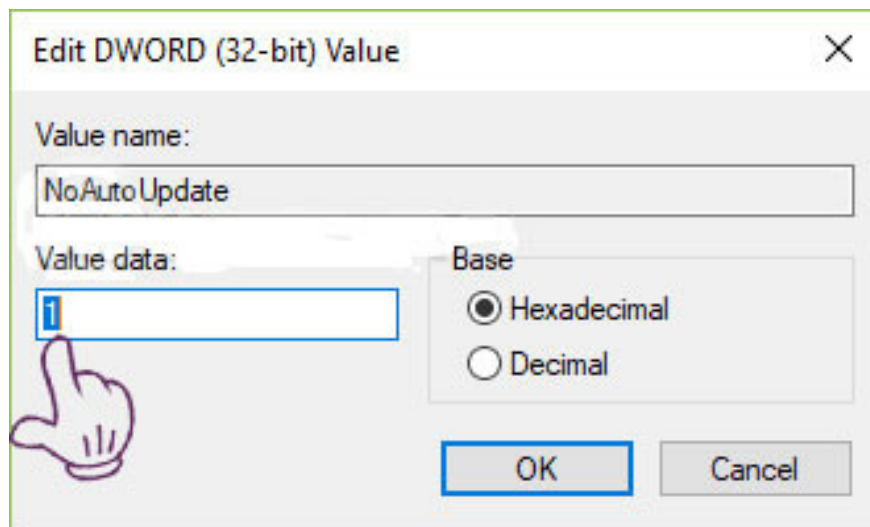 Edit DWORD (32-bit) Value
Value name:
NoAutoUpdate
Value data:
1
Base
Hexadecimal
Decimal
OK
Cancel